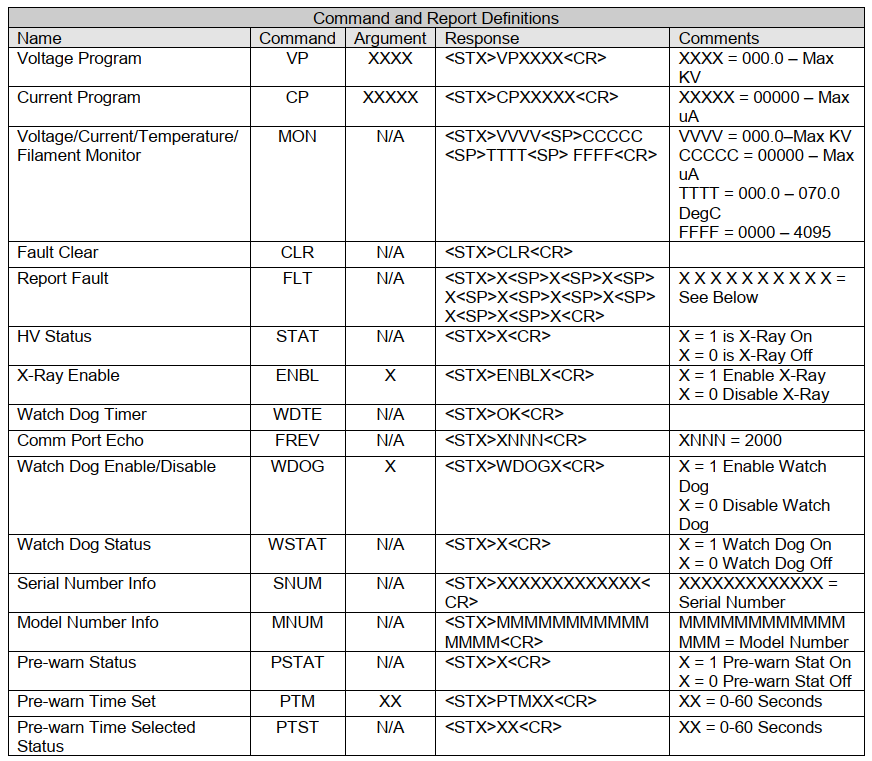 Command and Report Definitions
Name Command Argument Response Comments
Voltage Program VP XXXX <STX>VPXXXX<CR> XXXX = 000.0 – Max
KV
Current Program CP XXXXX <STX>CPXXXXX<CR> XXXXX = 00000 – Max
uA
Voltage/Current/Temperature/ MON N/A <STX>VVVV<SP>CCCCC VVVV = 000.0–Max KV
Filament Monitor <SP>TTTT<SP> FFFF<CR> CCCCC = 00000 – Max
uA
TTTT = 000.0 – 070.0
DegC
FFFF = 0000 – 4095
Fault Clear CLR N/A <STX>CLR<CR>
Report Fault FLT N/A <STX>X<SP>X<SP>X<SP> X X X X X X X X X X =
X<SP>X<SP>X<SP>X<SP> See Below
X<SP>X<SP>X<CR>
HV Status STAT N/A <STX>X<CR> X = 1 is X-Ray On
X = 0 is X-Ray Off
X-Ray Enable ENBL X <STX>ENBLX<CR> X = 1 Enable X-Ray
X = 0 Disable X-Ray
Watch Dog Timer WDTE N/A <STX>OK<CR>
Comm Port Echo FREV N/A <STX>XNNN<CR> XNNN = 2000
Watch Dog Enable/Disable WDOG X <STX>WDOGX<CR> X = 1 Enable Watch
Dog
X = 0 Disable Watch
Dog
Watch Dog Status WSTAT N/A <STX>X<CR> X = 1 Watch Dog On
X = 0 Watch Dog Off
Serial Number Info SNUM N/A <STX>XXXXXXXXXXXXX< XXXXXXXXXXXXX =
CR> Serial Number
Model Number Info MNUM N/A <STX>MMMMMMMMMMM MMMMMMMMMMMM
MMMM<CR> MMM = Model Number
Pre-warn Status PSTAT N/A <STX>X<CR> X = 1 Pre-warn Stat On
X = 0 Pre-warn Stat Off
Pre-warn Time Set PTM XX <STX>PTMXX<CR> XX = 0-60 Seconds
Pre-warn Time Selected PTST N/A <STX>XX<CR> XX = 0-60 Seconds
Status